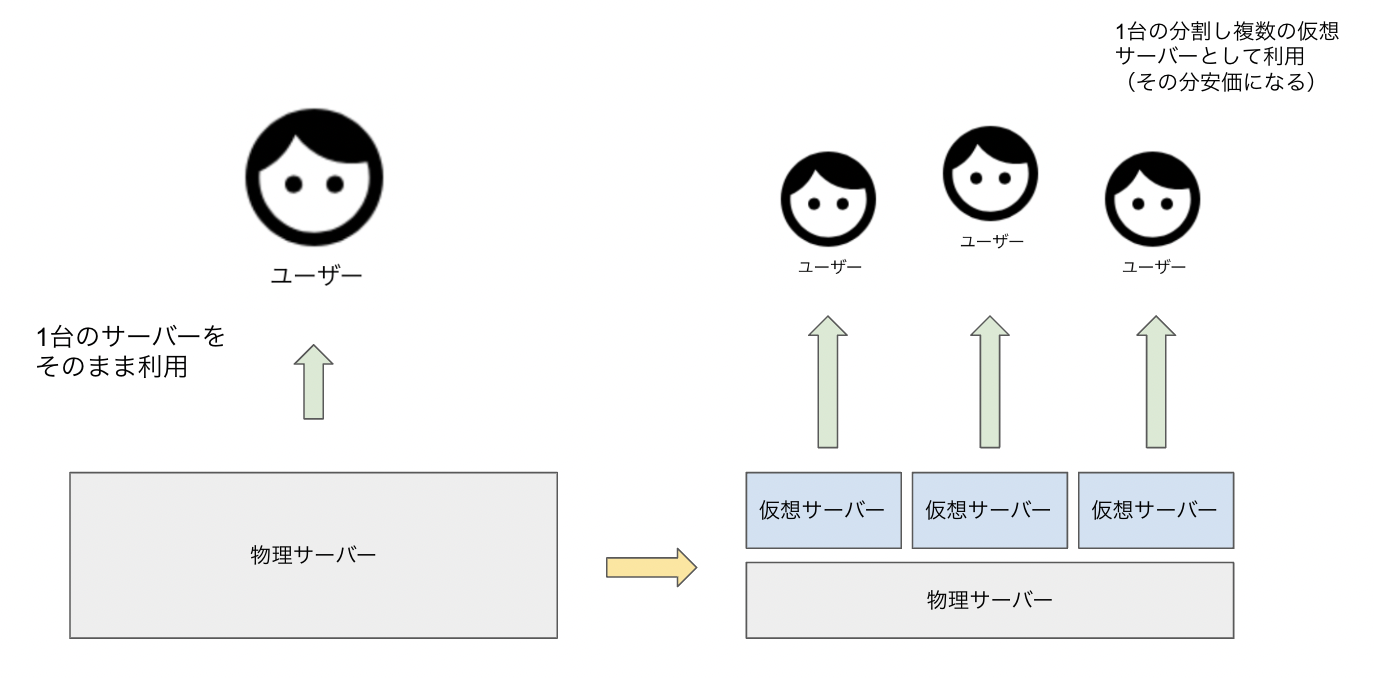 1台の分割し複数の仮想
サーバーとして利用
（その分安価になる）
ユーザー
ユーザー
ユーザー
ユーザー
1台のサーバーを
そのまま利用
仮想サーバー
仮想サーバー
仮想サーバー
物理サーバー
物理サーバー